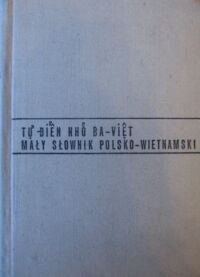 TỰ-ĐIỂN NHỎ BA-VIỆT
MAŁY SŁOWNIK POLSKO-WIETNAMSKI